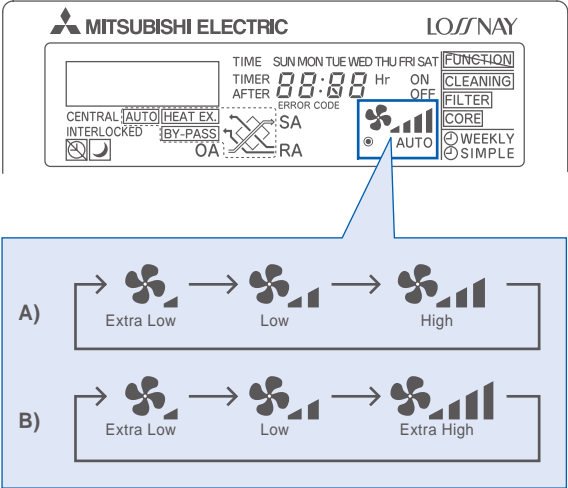 MITSUBISHI ELECTRIC LOSSNAY
TIME SUN MON TUE WED THU FRI SAT FUNCTION
TIMER 88:88 Hr ON CLEANING
AFTER OFF FILTER
ERROR CODE
CENTRAL AUTO HEAT EX. SA CORE
INTERLOCKED BY-PASS AUTO WEEKLY
OA RA SIMPLE
A)
Extra Low Low High
B)
Extra Low Low Extra High